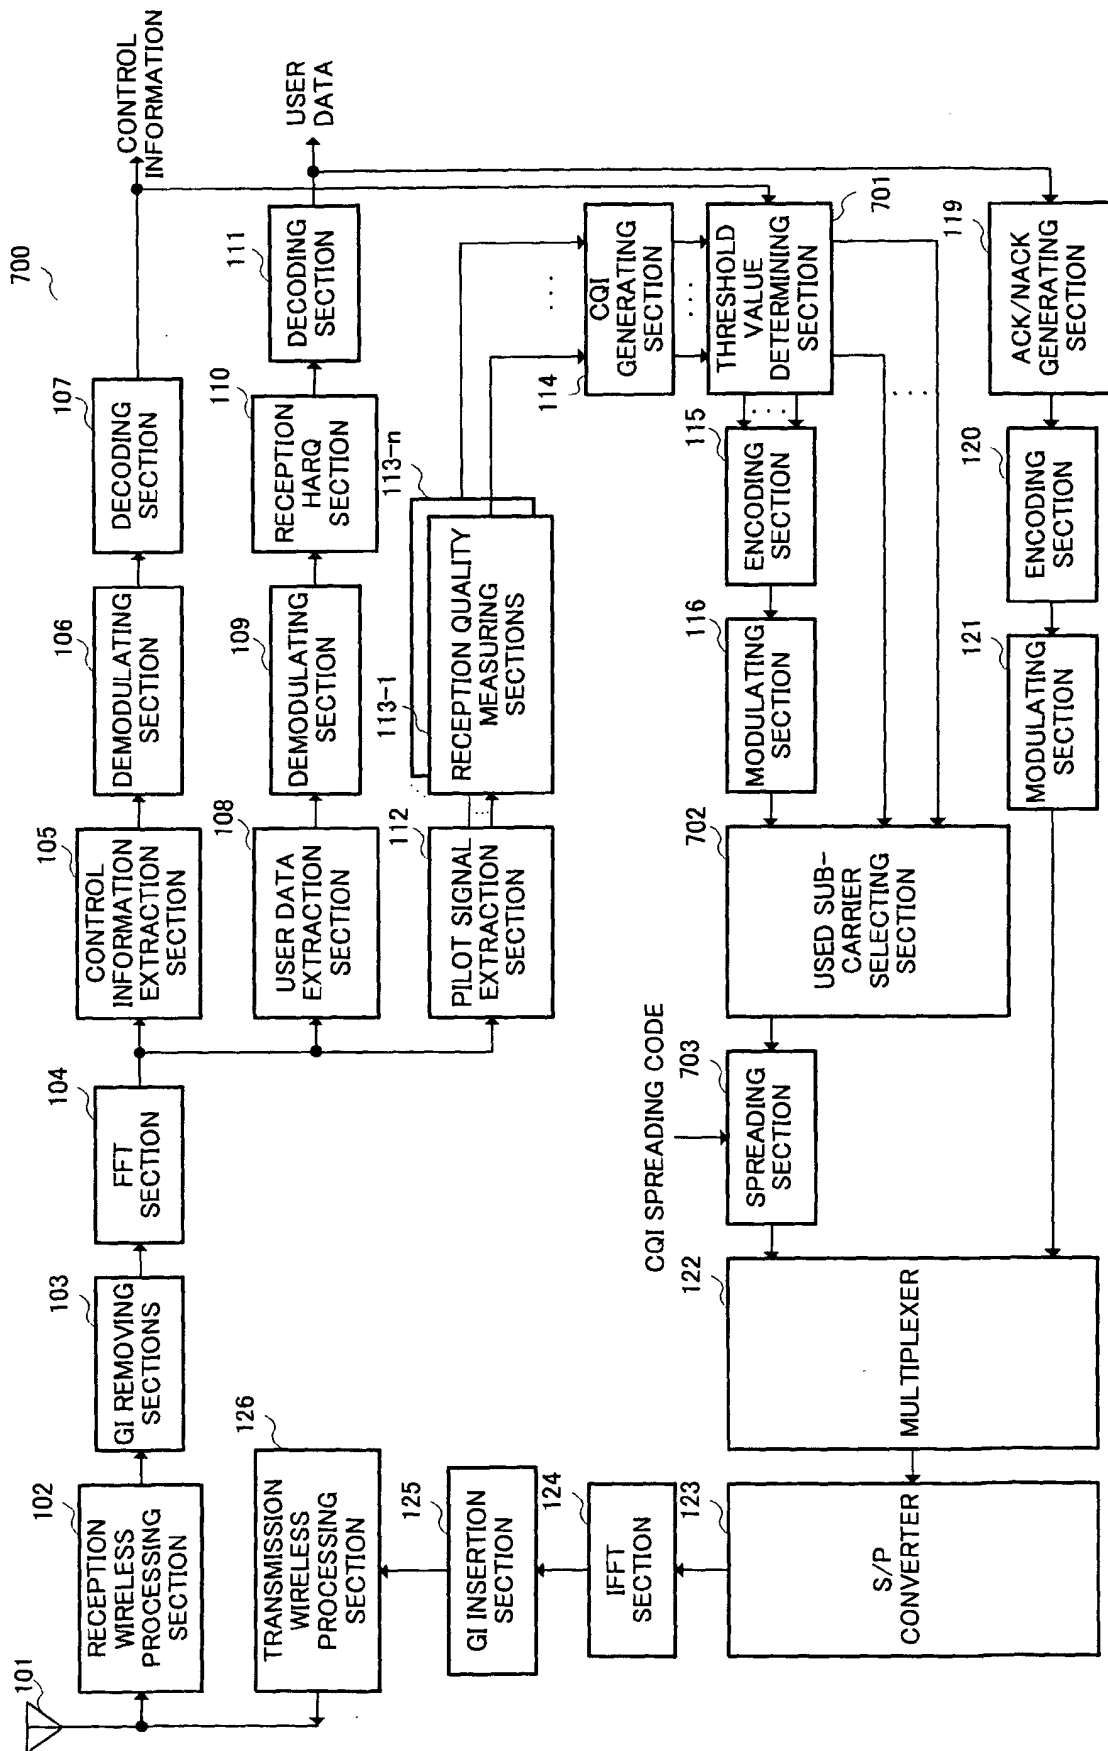 700
101
102
RECEPTION
WIRELESS
PROCESSING
SECTION
103
GI REMOVING
SECTIONS
104
FFT
SECTION
105
CONTROL
INFORMATION
EXTRACTION
SECTION
106
DEMODULATING
SECTION
107
DECODING
SECTION
CONTROL
INFORMATION
108
USER DATA
EXTRACTION
SECTION
109
DEMODULATING
SECTION
110
RECEPTION
HARQ
SECTION
111
DECODING
SECTION
USER
DATA
112
PILOT SIGNAL
EXTRACTION
SECTION
113-1
113-n
RECEPTION QUALITY
MEASURING
SECTIONS
114
CQI
GENERATING
SECTION
701
THRESHOLD
VALUE
DETERMINING
SECTION
115
ENCODING
SECTION
116
MODULATING
SECTION
702
USED SUB-
CARRIER
SELECTING
SECTION
CQI SPREADING CODE
703
SPREADING
SECTION
119
ACK/NACK
GENERATING
SECTION
120
ENCODING
SECTION
121
MODULATING
SECTION
122
MULTIPLEXER
123
S/P
CONVERTER
124
IFFT
SECTION
125
GI INSERTION
SECTION
126
TRANSMISSION
WIRELESS
PROCESSING
SECTION